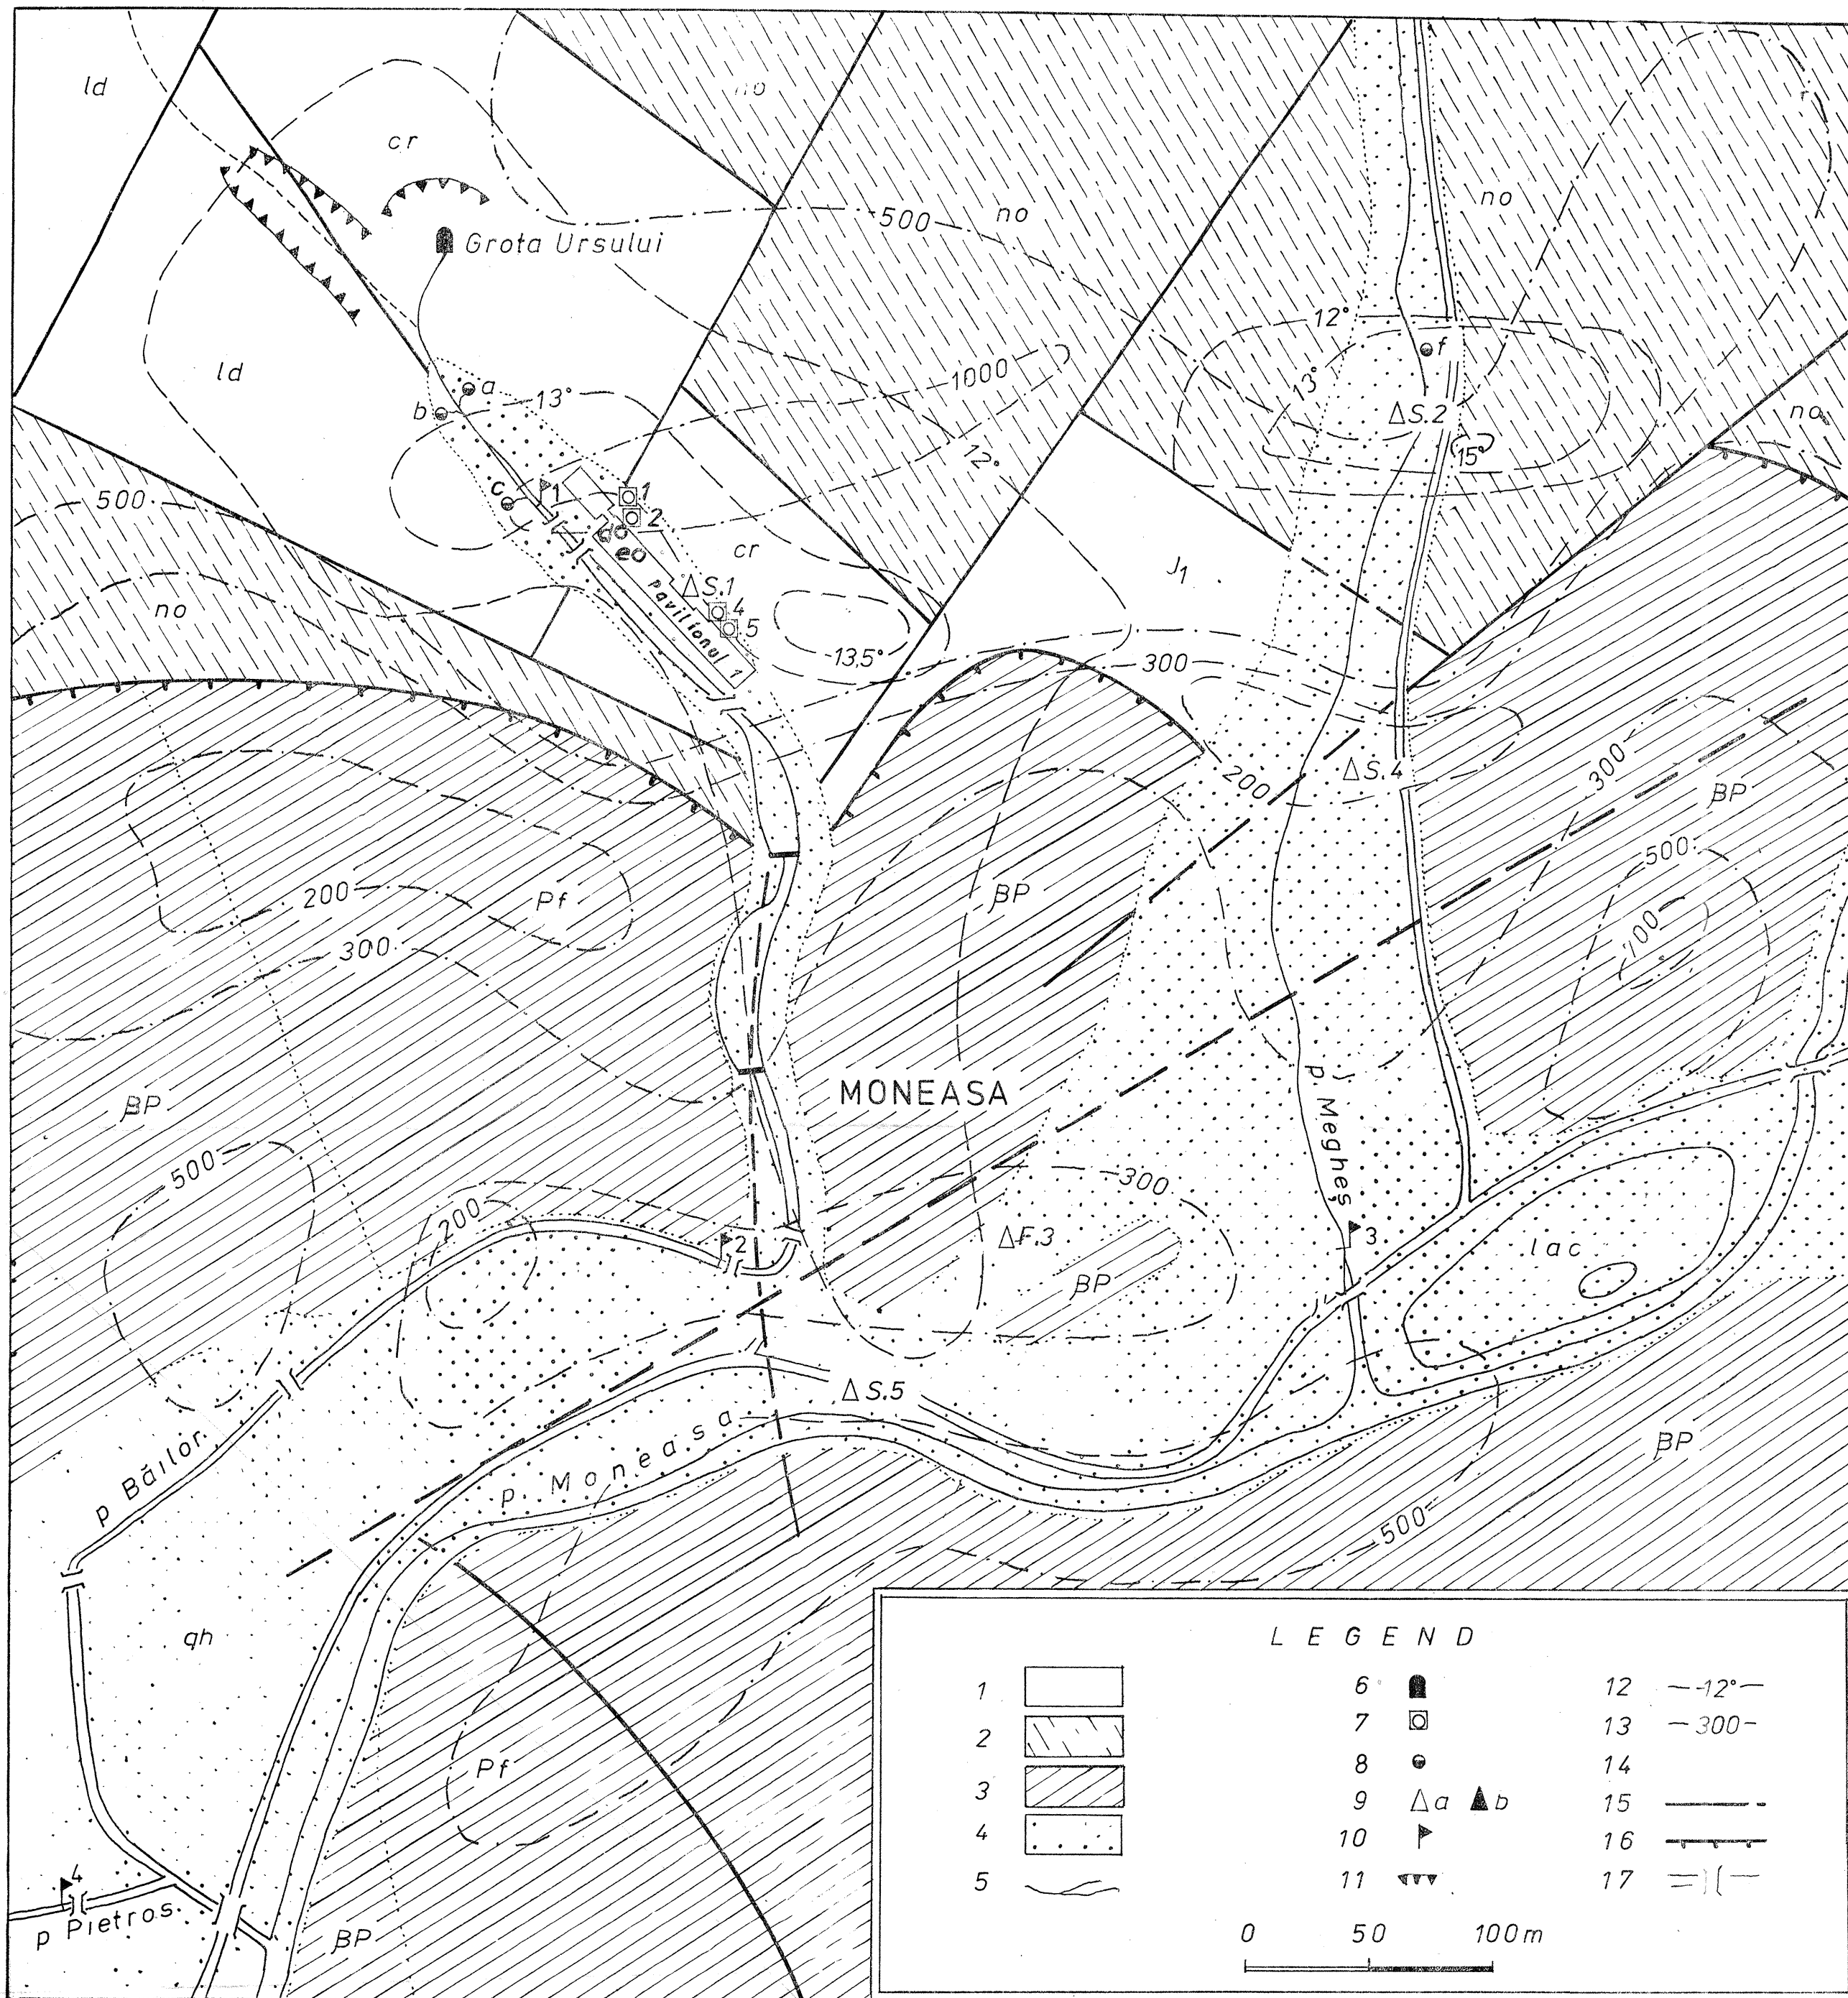 ld
cr
no
no
no
500
Grota Ursului
12°
13°
f
ΔS.2
15°
no
ld
a
b
13°
1000
12°
c
1
1
2
d
e
cr
J1
500
no
ΔS.1
4
5
pavilionul 1
13,5°
300
200
ΔS.4
300
BP
500
700
200
Pf
300
BP
BP
MONEASA
p. Megheș
500
200
2
300
ΔF.3
BP
3
lac
ΔS.5
p Băilor
p. Moneasa
BP
500
qh
Pf
4
p Pietros.
BP
LEGEND
1
2
3
4
5
6
7
8
9 Δa ▲b
10
11
12 —12°—
13 —300—
14
15
16
17
0 50 100m